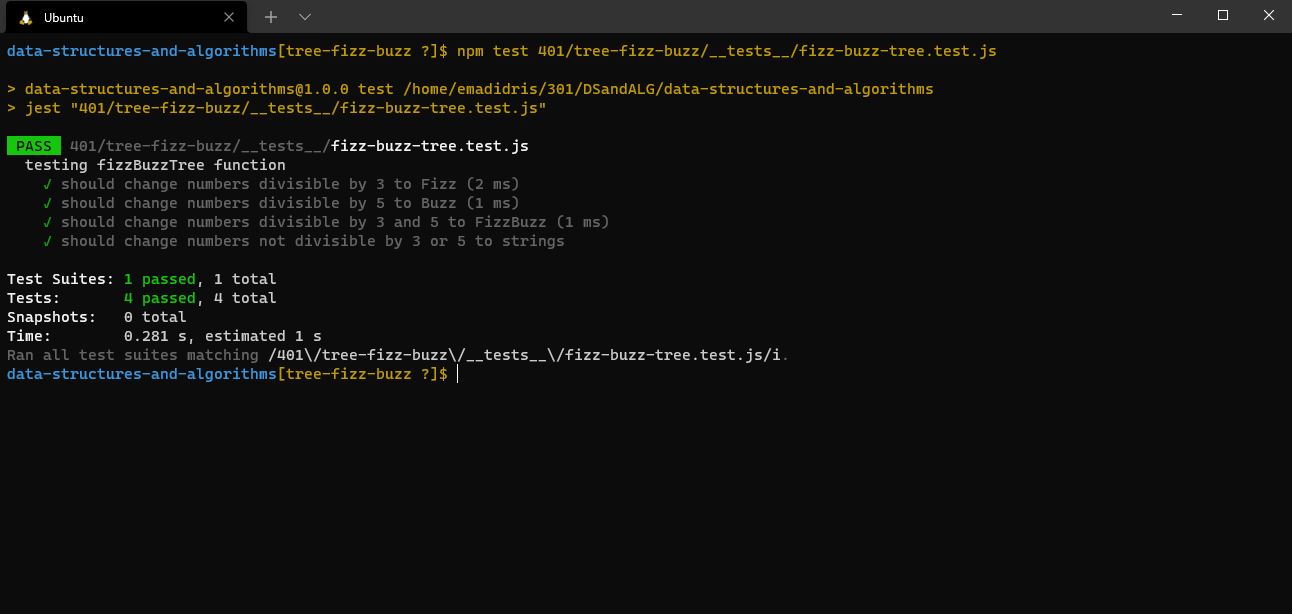 Ubuntu
data-structures-and-algorithms[tree-fizz-buzz ?]$ npm test 401/tree-fizz-buzz/__tests__/fizz-buzz-tree.test.js
> data-structures-and-algorithms@1.0.0 test /home/emadidris/301/DSandALG/data-structures-and-algorithms
> jest "401/tree-fizz-buzz/__tests__/fizz-buzz-tree.test.js"
PASS 401/tree-fizz-buzz/__tests__/fizz-buzz-tree.test.js
testing fizzBuzzTree function
√ should change numbers divisible by 3 to Fizz (2 ms)
√ should change numbers divisible by 5 to Buzz (1 ms)
√ should change numbers divisible by 3 and 5 to FizzBuzz (1 ms)
√ should change numbers not divisible by 3 or 5 to strings
Test Suites: 1 passed, 1 total
Tests: 4 passed, 4 total
Snapshots: 0 total
Time: 0.281 s, estimated 1 s
Ran all test suites matching /401\/tree-fizz-buzz\/__tests__\/fizz-buzz-tree.test.js/i.
data-structures-and-algorithms[tree-fizz-buzz ?]$